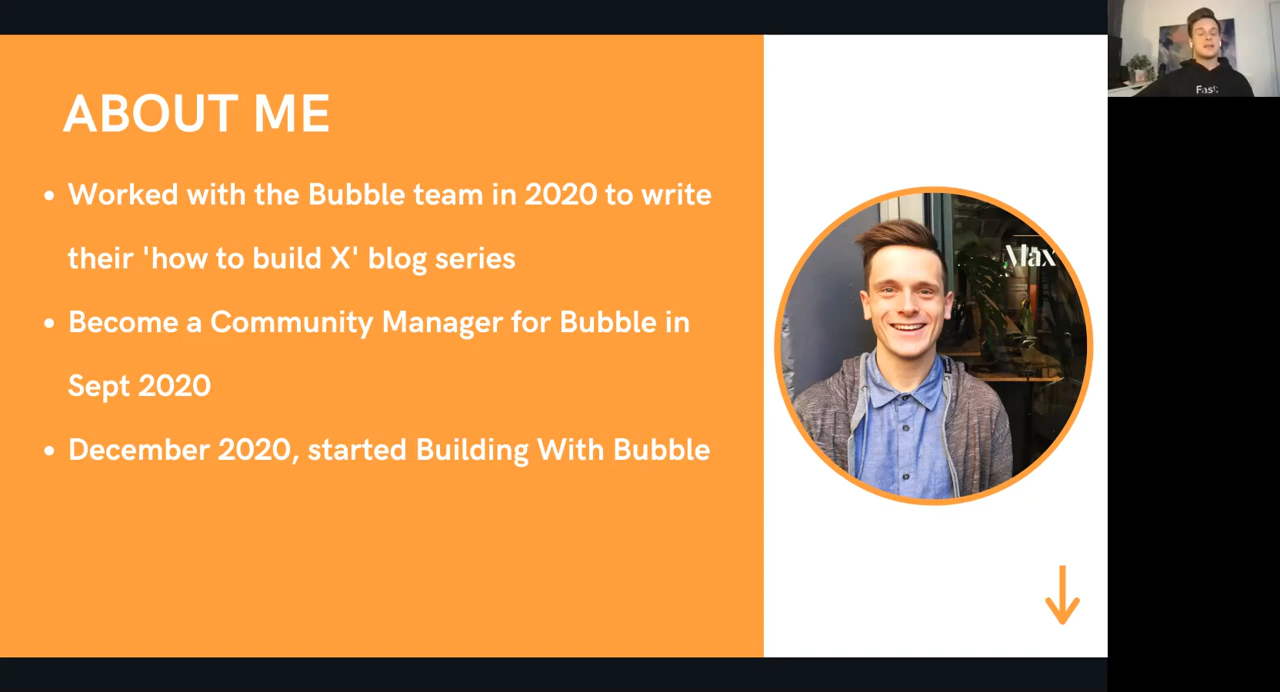 ABOUT ME
• Worked with the Bubble team in 2020 to write
their 'how to build X' blog series
• Become a Community Manager for Bubble in
Sept 2020
• December 2020, started Building With Bubble
Max
Fast